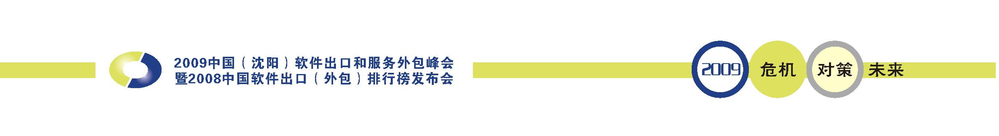 2009中国（沈阳）软件出口和服务外包峰会
暨2008中国软件出口（外包）排行榜发布会
2009 危机 对策 未来